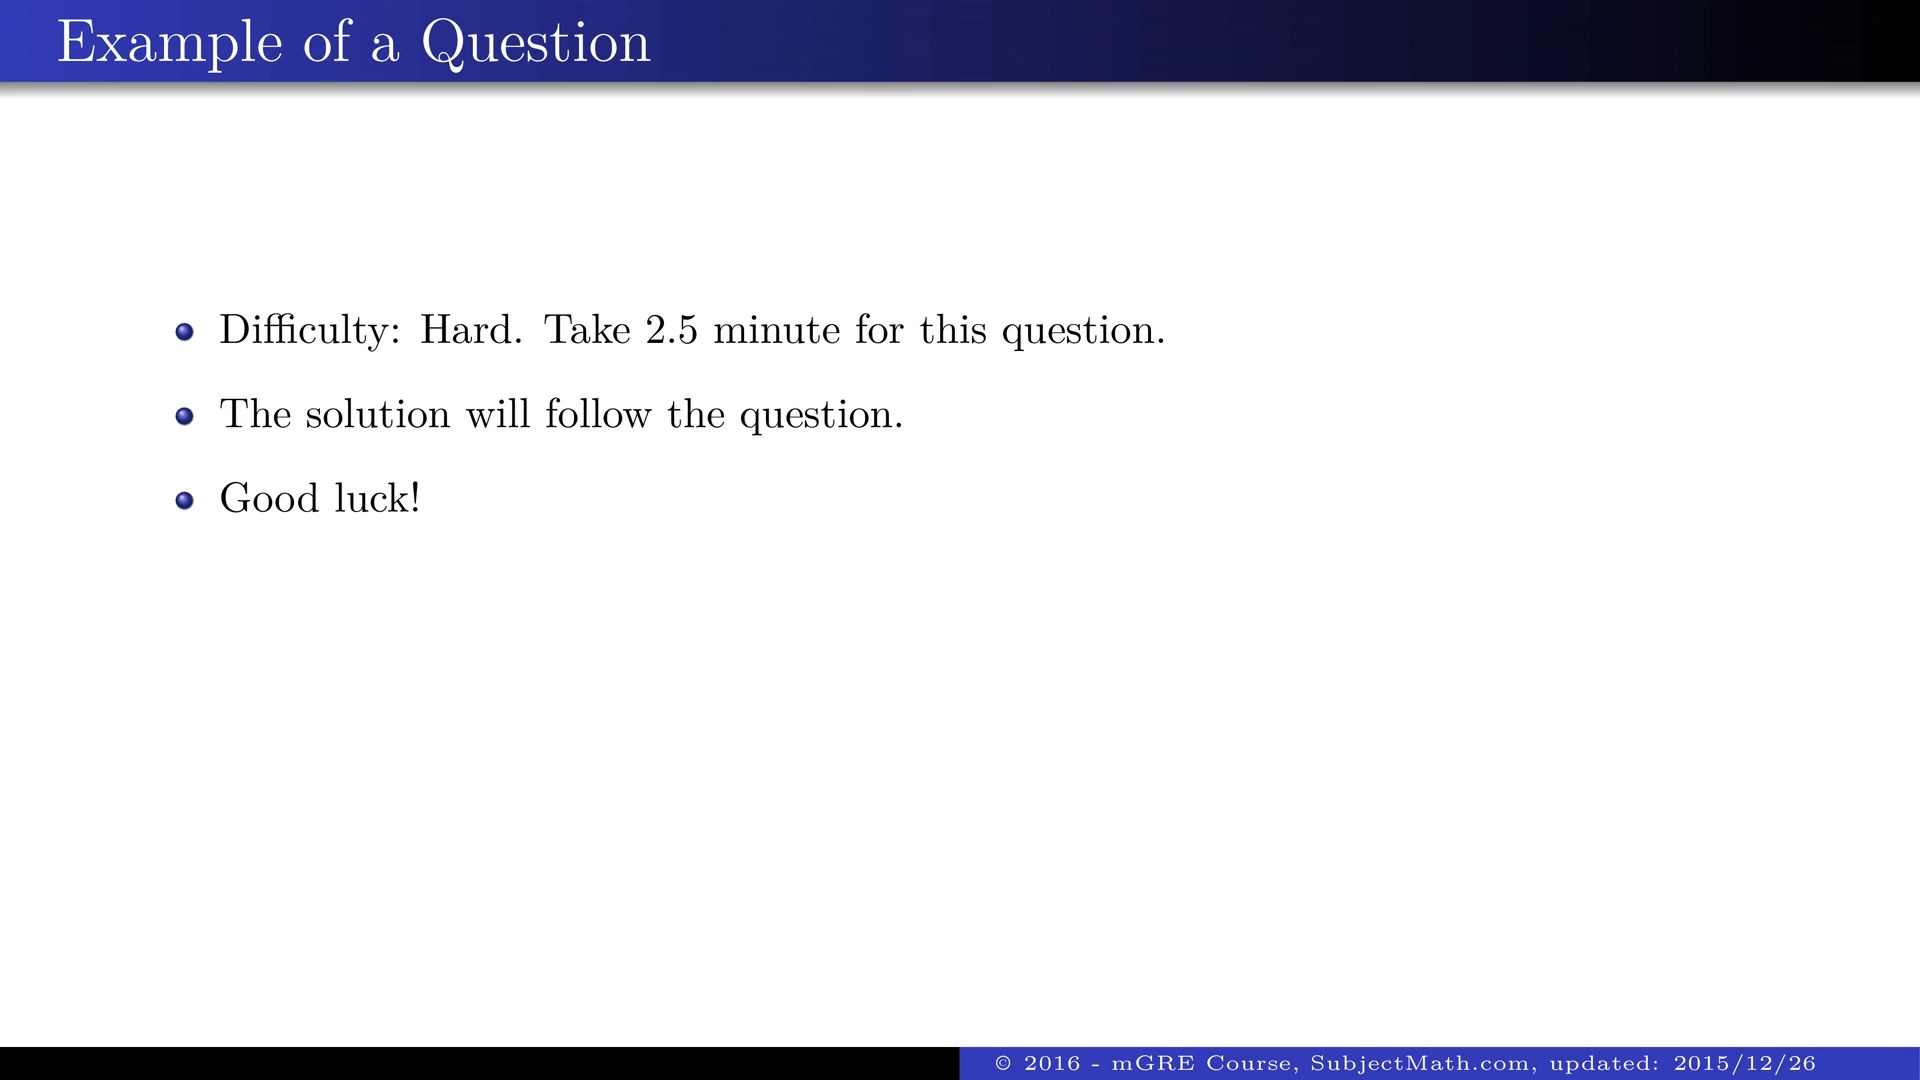 Example of a Question
Difficulty: Hard. Take 2.5 minute for this question.
The solution will follow the question.
Good luck!
© 2016 - mGRE Course, SubjectMath.com, updated: 2015/12/26